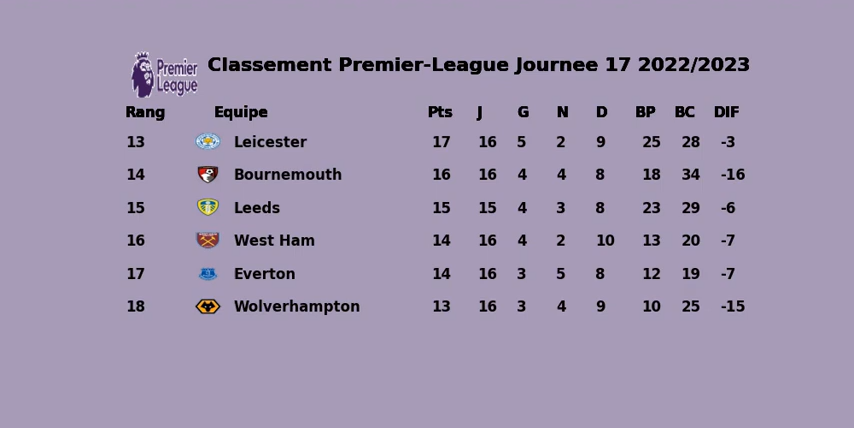 Premier League
Classement Premier-League Journee 17 2022/2023
Rang Equipe Pts J G N D BP BC DIF
13 Leicester 17 16 5 2 9 25 28 -3
14 Bournemouth 16 16 4 4 8 18 34 -16
15 Leeds 15 15 4 3 8 23 29 -6
16 West Ham 14 16 4 2 10 13 20 -7
17 Everton 14 16 3 5 8 12 19 -7
18 Wolverhampton 13 16 3 4 9 10 25 -15